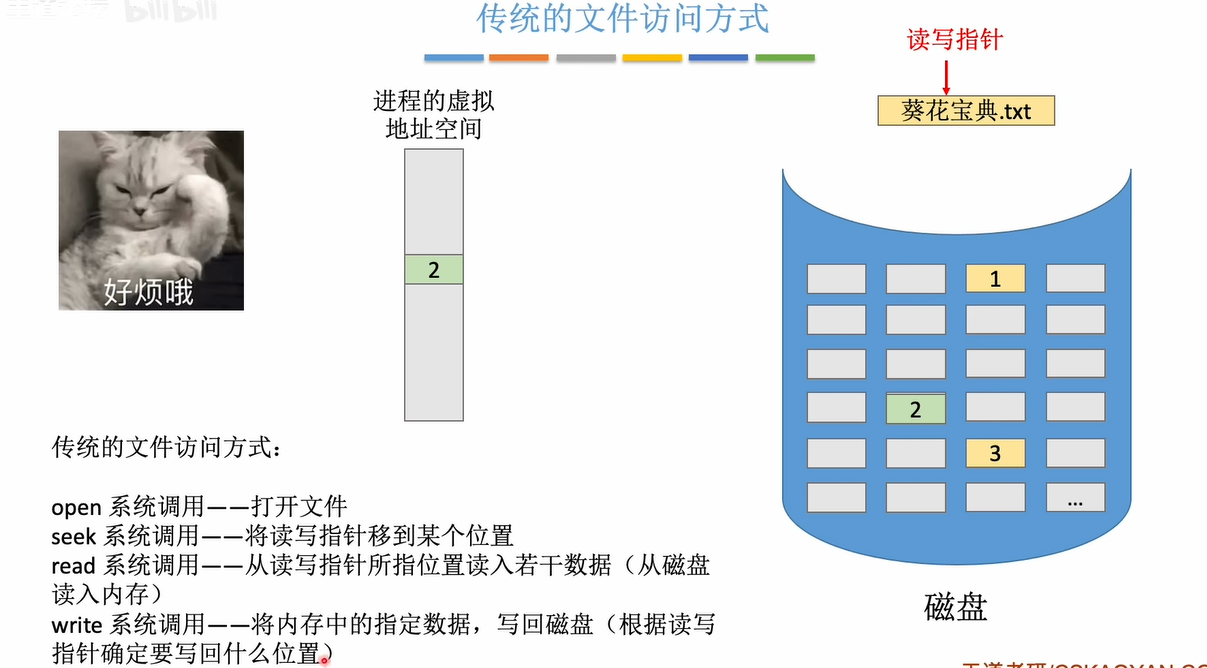 传统的文件访问方式
读写指针
葵花宝典.txt
进程的虚拟
地址空间
2
好烦哦
1
2
3
...
磁盘
传统的文件访问方式：
open 系统调用——打开文件
seek 系统调用——将读写指针移到某个位置
read 系统调用——从读写指针所指位置读入若干数据（从磁盘
读入内存）
write 系统调用——将内存中的指定数据，写回磁盘（根据读写
指针确定要写回什么位置）